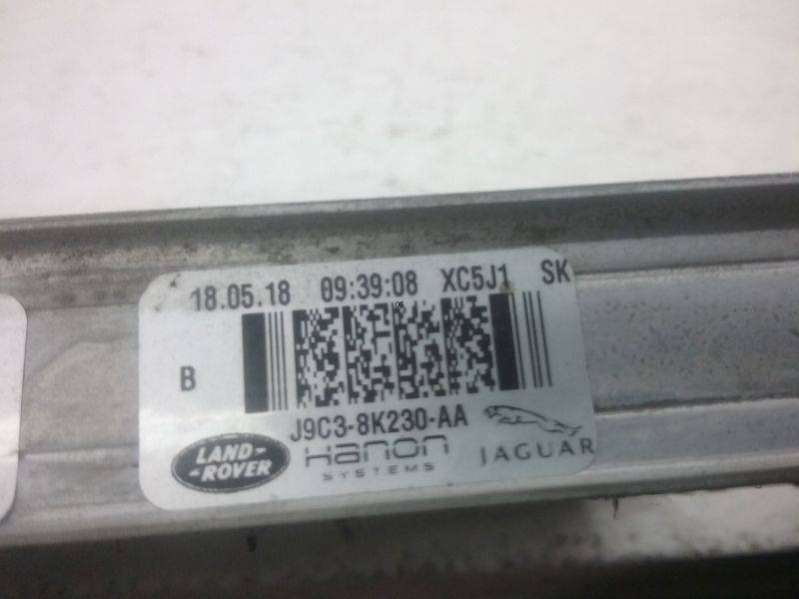 18.05.18 09:39:08 XC5J1 SK
B
J9C3-8K230-AA
LAND-
-ROVER
Hanon
SYSTEMS
JAGUAR